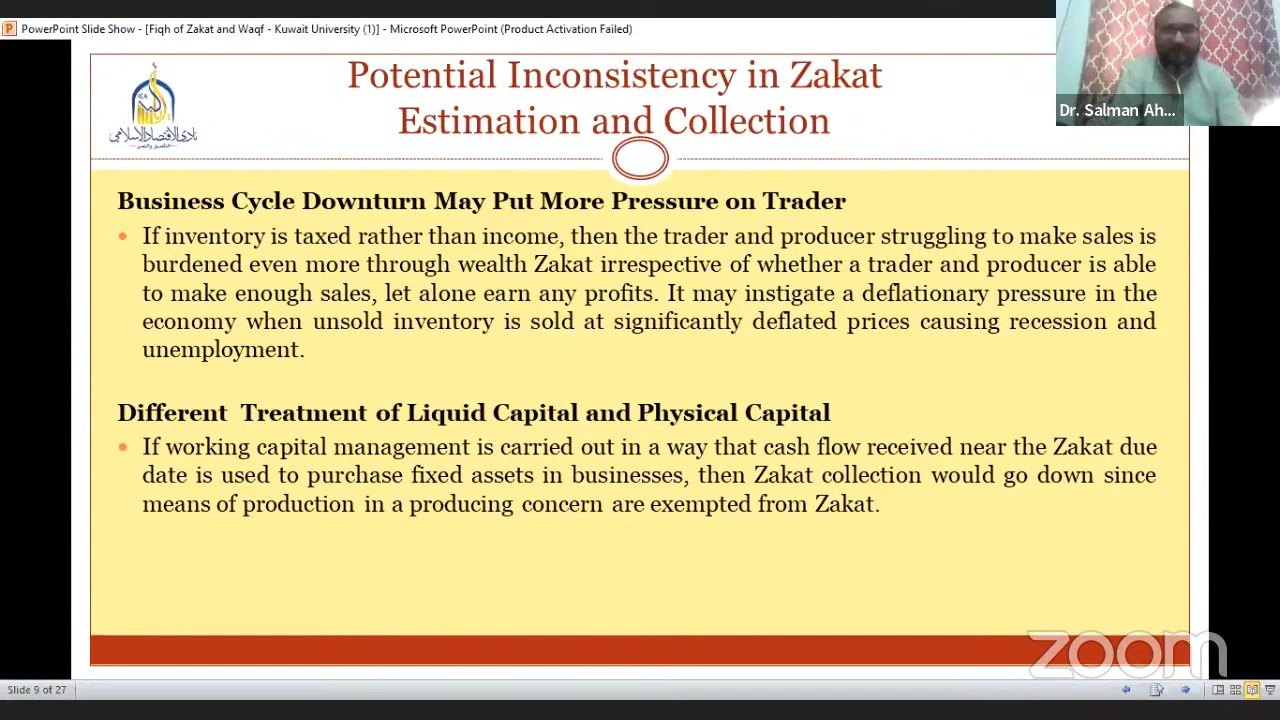 PowerPoint Slide Show - [Fiqh of Zakat and Waqf - Kuwait University (1)] - Microsoft PowerPoint (Product Activation Failed)
Dr. Salman Ah...
Potential Inconsistency in Zakat
Estimation and Collection
نادي الاقتصاد الإسلامي
Business Cycle Downturn May Put More Pressure on Trader
If inventory is taxed rather than income, then the trader and producer struggling to make sales is
burdened even more through wealth Zakat irrespective of whether a trader and producer is able
to make enough sales, let alone earn any profits. It may instigate a deflationary pressure in the
economy when unsold inventory is sold at significantly deflated prices causing recession and
unemployment.
Different Treatment of Liquid Capital and Physical Capital
If working capital management is carried out in a way that cash flow received near the Zakat due
date is used to purchase fixed assets in businesses, then Zakat collection would go down since
means of production in a producing concern are exempted from Zakat.
zoom
Slide 9 of 27